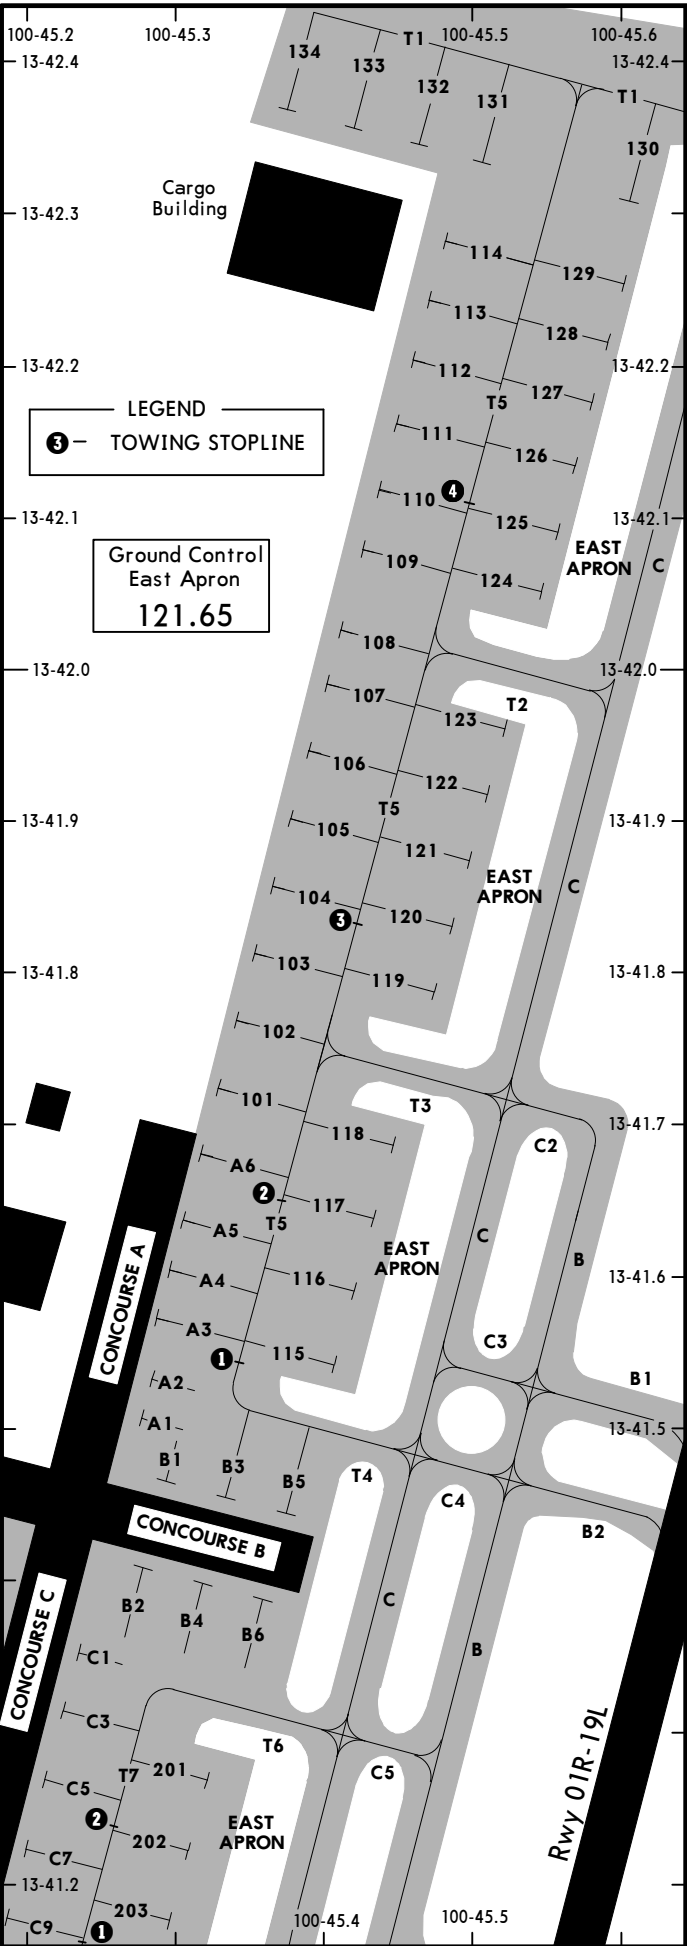 100-45.2
100-45.3
100-45.5
100-45.6
13-42.4
13-42.4
T1
T1
134
133
132
131
130
Cargo
Building
13-42.3
114
129
113
128
13-42.2
13-42.2
112
127
T5
LEGEND
3 – TOWING STOPLINE
111
126
4
110
125
13-42.1
13-42.1
Ground Control
East Apron
121.65
EAST
APRON
C
109
124
108
13-42.0
13-42.0
107
T2
123
106
122
T5
13-41.9
13-41.9
105
121
EAST
APRON
C
104
3
120
103
119
13-41.8
13-41.8
102
101
T3
118
13-41.7
C2
A6
2
117
T5
A5
C
EAST
APRON
B
A4
116
13-41.6
CONCOURSE A
A3
1
115
C3
A2
B1
A1
13-41.5
B1
B3
B5
T4
C4
CONCOURSE B
B2
B2
B4
B6
C
CONCOURSE C
C1
B
C3
T6
T7
201
C5
C5
2
EAST
APRON
202
C7
Rwy 01R-19L
13-41.2
203
C9
1
100-45.4
100-45.5